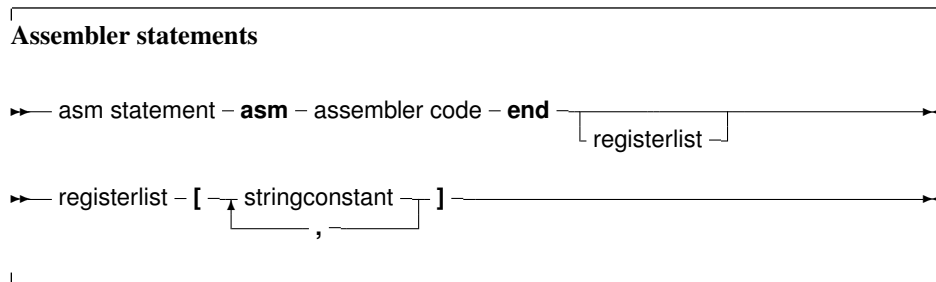 Assembler statements
asm statement – asm – assembler code – end
registerlist
registerlist – [ stringconstant ]
,